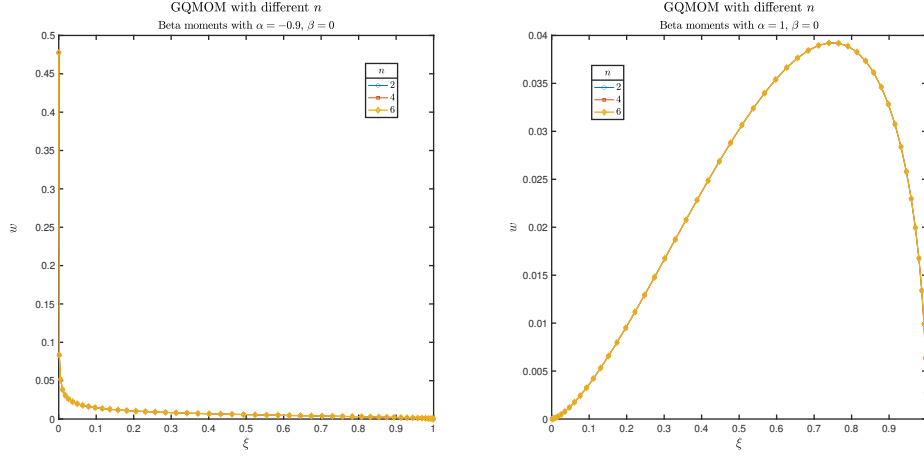 GQMOM with different n
Beta moments with α = −0.9, β = 0
0.5
0.45
0.4
0.35
0.3
0.25
0.2
0.15
0.1
0.05
0
w
n
2
4
6
0 0.1 0.2 0.3 0.4 0.5 0.6 0.7 0.8 0.9 1
ξ
GQMOM with different n
Beta moments with α = 1, β = 0
0.04
0.035
0.03
0.025
0.02
0.015
0.01
0.005
0
w
n
2
4
6
0 0.1 0.2 0.3 0.4 0.5 0.6 0.7 0.8 0.9
ξ